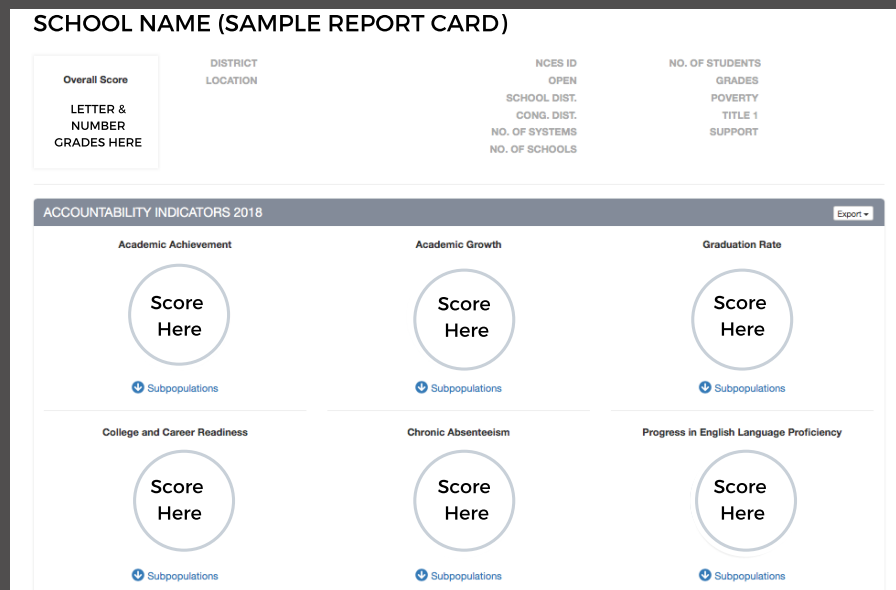 SCHOOL NAME (SAMPLE REPORT CARD)
Overall Score
LETTER &
NUMBER
GRADES HERE
DISTRICT
LOCATION
NCES ID
OPEN
SCHOOL DIST.
CONG. DIST.
NO. OF SYSTEMS
NO. OF SCHOOLS
NO. OF STUDENTS
GRADES
POVERTY
TITLE 1
SUPPORT
ACCOUNTABILITY INDICATORS 2018
Export
Academic Achievement
Score
Here
Subpopulations
Academic Growth
Score
Here
Subpopulations
Graduation Rate
Score
Here
Subpopulations
College and Career Readiness
Score
Here
Subpopulations
Chronic Absenteeism
Score
Here
Subpopulations
Progress in English Language Proficiency
Score
Here
Subpopulations